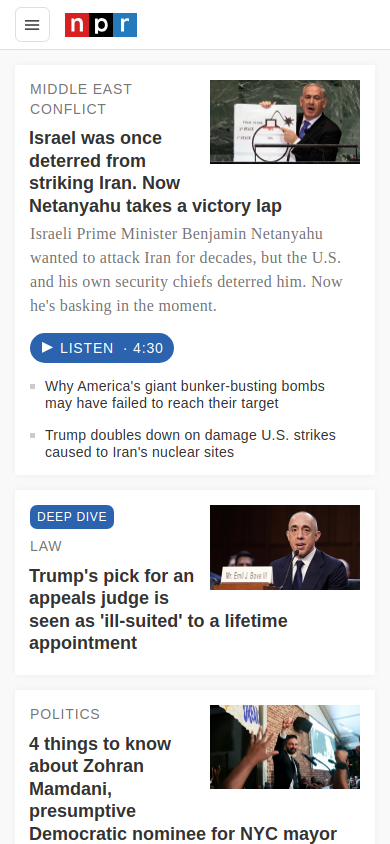 npr
MIDDLE EAST
CONFLICT
Israel was once
deterred from
striking Iran. Now
Netanyahu takes a victory lap
Israeli Prime Minister Benjamin Netanyahu
wanted to attack Iran for decades, but the U.S.
and his own security chiefs deterred him. Now
he's basking in the moment.
LISTEN · 4:30
Why America's giant bunker-busting bombs
may have failed to reach their target
Trump doubles down on damage U.S. strikes
caused to Iran's nuclear sites
DEEP DIVE
LAW
Mr. Emil J. Bove III
Trump's pick for an
appeals judge is
seen as 'ill-suited' to a lifetime
appointment
POLITICS
4 things to know
about Zohran
Mamdani,
presumptive
Democratic nominee for NYC mayor